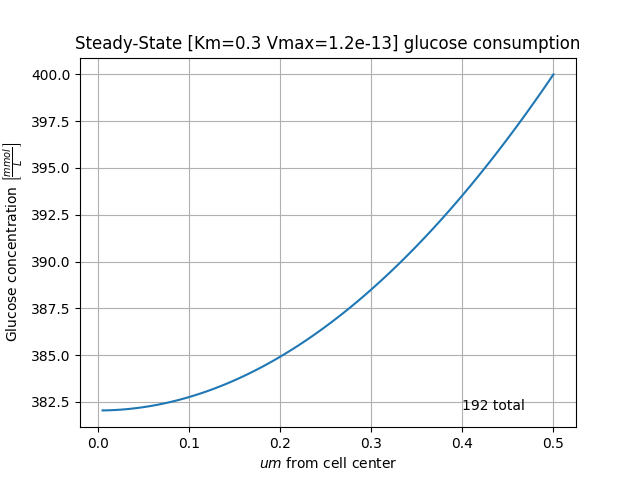 Steady-State [Km=0.3 Vmax=1.2e-13] glucose consumption
400.0
397.5
395.0
392.5
390.0
387.5
385.0
382.5
Glucose concentration [mmol/L]
192 total
0.0 0.1 0.2 0.3 0.4 0.5
um from cell center